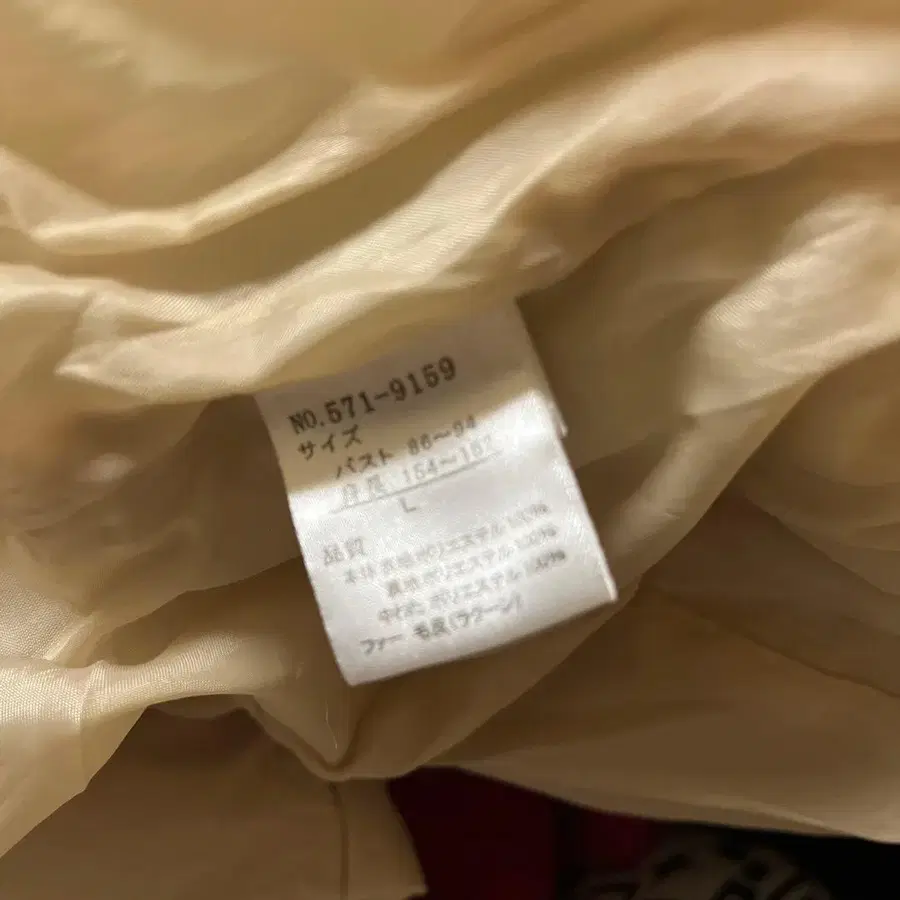 NO.571-9159
サイズ
バスト 86～94
身長 154～162
L
品質
本体 表地 ポリエステル 100%
裏地 ポリエステル 100%
中わた ポリエステル 100%
ファー 毛皮(ラクーン)